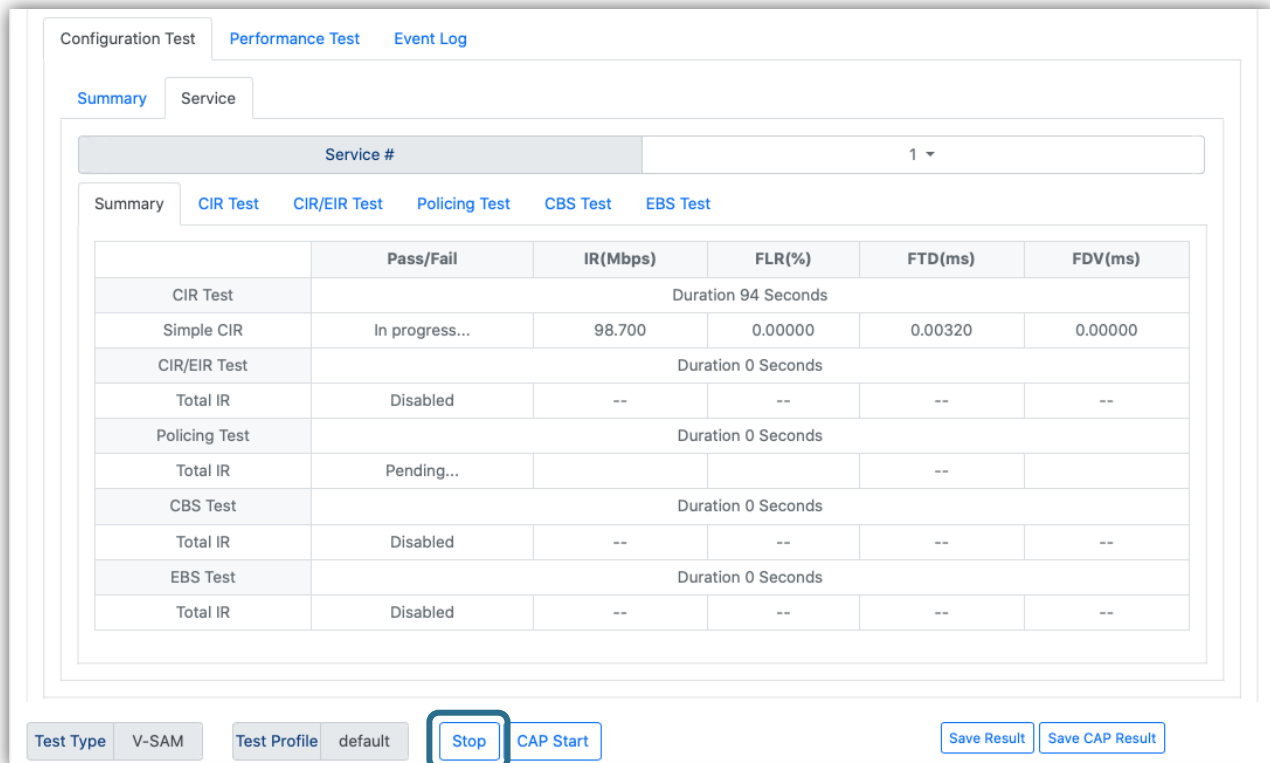 Configuration Test Performance Test Event Log
Summary Service
Service # 1
Summary CIR Test CIR/EIR Test Policing Test CBS Test EBS Test
Pass/Fail IR(Mbps) FLR(%) FTD(ms) FDV(ms)
CIR Test Duration 94 Seconds
Simple CIR In progress... 98.700 0.00000 0.00320 0.00000
CIR/EIR Test Duration 0 Seconds
Total IR Disabled -- -- -- --
Policing Test Duration 0 Seconds
Total IR Pending... --
CBS Test Duration 0 Seconds
Total IR Disabled -- -- -- --
EBS Test Duration 0 Seconds
Total IR Disabled -- -- -- --
Test Type V-SAM Test Profile default Stop CAP Start Save Result Save CAP Result